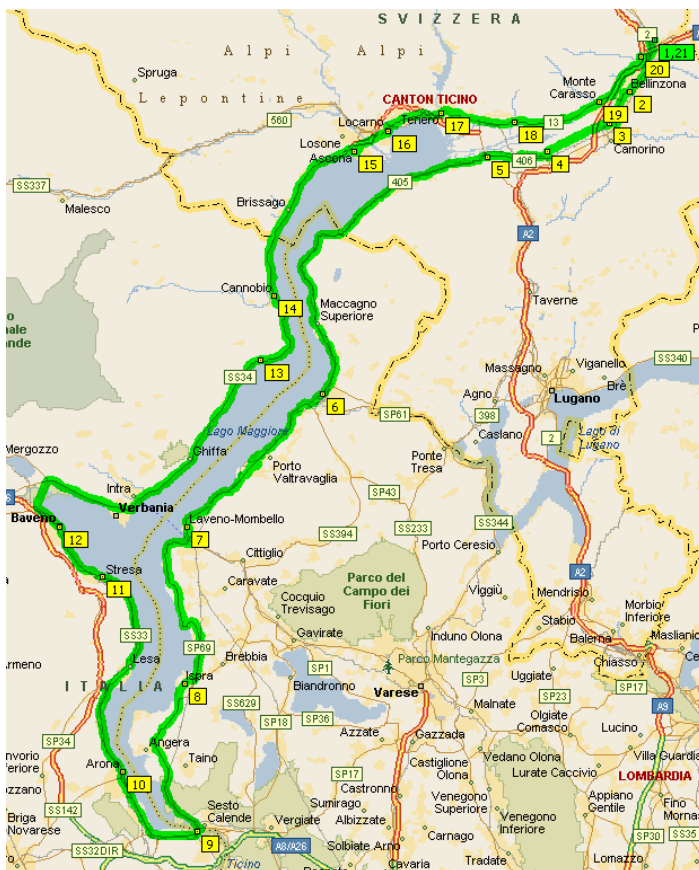 SVIZZERA
Alpi Alpi
Lepontine
Spruga
CANTON TICINO
2
1,21
20
Bellinzona
2
Monte
Carasso
19
3
Camorino
Locarno
Tenero
17
18
13
560
Losone
Ascona
16
15
5
406
4
405
SS337
Malesco
Brissago
A2
Cannobio
14
Maccagno
Superiore
Taverne
13
SS34
Massagno
Viganello
Brè
SS340
Agno
Lugano
6
SP61
398
Caslano
2
Lago di
Lugano
Lago Maggiore
Ghiffa
Ponte
Tresa
Mergozzo
Intra
Verbania
Porto
Valtravaglia
SP43
Baveno
12
Laveno-Mombello
7
SS394
SP233
SS344
Porto Ceresio
Cittiglio
Stresa
11
Caravate
Parco del
Campo dei
Fiori
A2
Viggiù
Mendrisio
Cocquio
Trevisago
Stabio
Morbio
Inferiore
Balerna
Maslianico
Chiasso
SS33
SP69
Gavirate
Induno Olona
Lesa
Brebbia
SP1
Parco Mantegazza
ITALIA
Ispra
8
Biandronno
Varese
SP3
Uggiate
SP17
SS629
SP18
SP36
Malnate
SP23
A9
SP34
Angera
Taino
Azzate
Gazzada
Olgiate
Comasco
Lucino
Arona
10
SP17
Castiglione
Olona
Vedano Olona
Lurate Caccivio
Villa Guardia
LOMBARDIA
SS142
Castronno
Briga
Novarese
Sesto
Calende
9
Vergiate
Sumirago
Albizzate
Venegono
Superiore
Venegono
Inferiore
Appiano
Gentile
Fino
Mornas
SS32DIR
Ticino
A8/A26
Solbiate Arno
Carnago
Tradate
SP30
SS35
Cavaria
Lomazzo